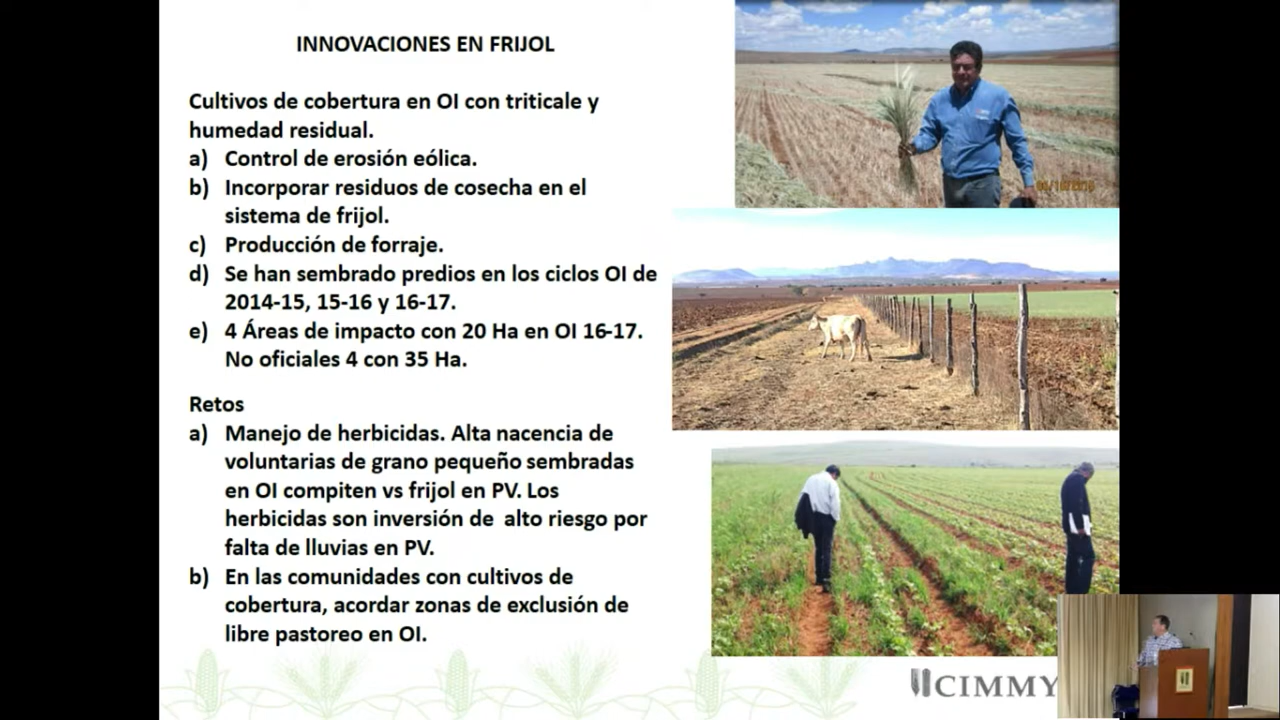 INNOVACIONES EN FRIJOL
Cultivos de cobertura en OI con triticale y
humedad residual.
a) Control de erosión eólica.
b) Incorporar residuos de cosecha en el
sistema de frijol.
c) Producción de forraje.
d) Se han sembrado predios en los ciclos OI de
2014-15, 15-16 y 16-17.
e) 4 Áreas de impacto con 20 Ha en OI 16-17.
No oficiales 4 con 35 Ha.
Retos
a) Manejo de herbicidas. Alta nacencia de
voluntarias de grano pequeño sembradas
en OI compiten vs frijol en PV. Los
herbicidas son inversión de alto riesgo por
falta de lluvias en PV.
b) En las comunidades con cultivos de
cobertura, acordar zonas de exclusión de
libre pastoreo en OI.
CIMMY